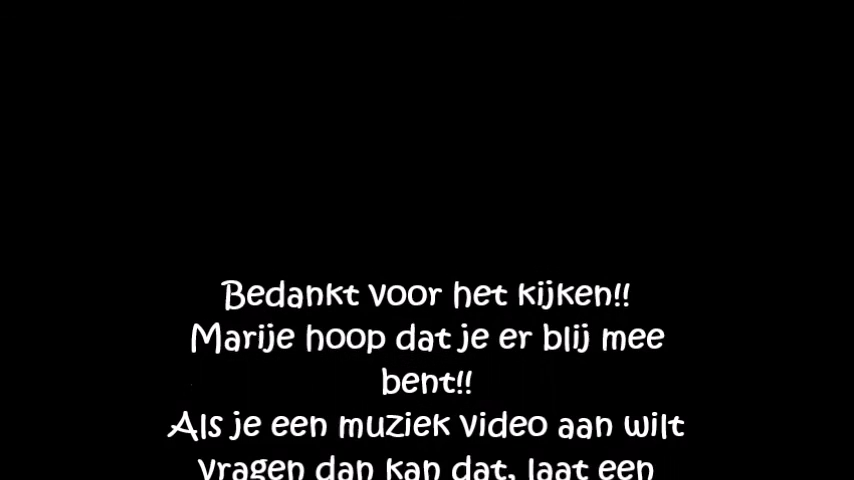 Bedankt voor het kijken!!
Marije hoop dat je er blij mee
bent!!
Als je een muziek video aan wilt
vragen dan kan dat, laat een